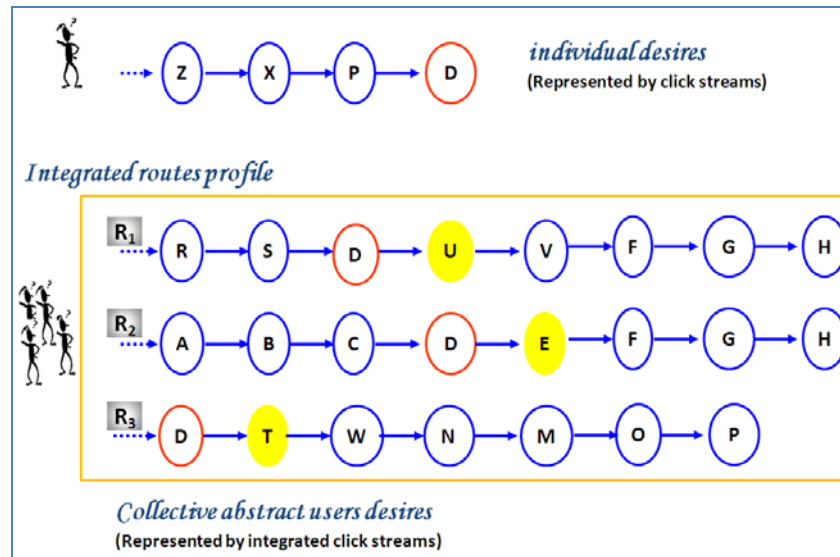 Z X P D
individual desires
(Represented by click streams)
Integrated routes profile
R1
R S D U V F G H
R2
A B C D E F G H
R3
D T W N M O P
Collective abstract users desires
(Represented by integrated click streams)